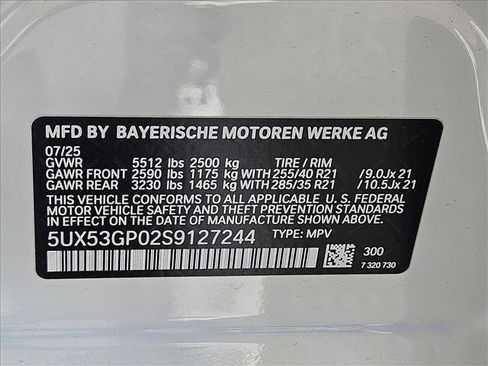 MFD BY BAYERISCHE MOTOREN WERKE AG
07/25
GVWR 5512 lbs 2500 kg TIRE / RIM
GAWR FRONT 2590 lbs 1175 kg WITH 255/40 R21 /9.0Jx 21
GAWR REAR 3230 lbs 1465 kg WITH 285/35 R21 /10.5Jx 21
THIS VEHICLE CONFORMS TO ALL APPLICABLE U.S. FEDERAL
MOTOR VEHICLE SAFETY AND THEFT PREVENTION STANDARDS
IN EFFECT ON THE DATE OF MANUFACTURE SHOWN ABOVE.
5UX53GP02S9127244 TYPE: MPV
300
7 320 730